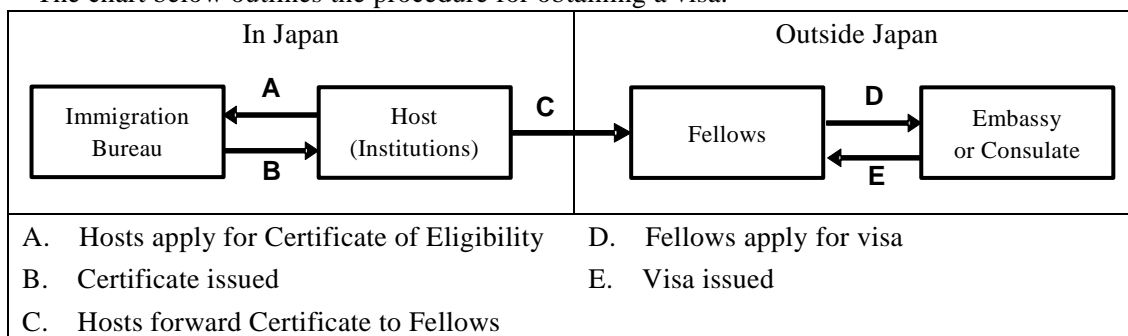 The chart below outlines the procedure for obtaining a visa.
In Japan
Outside Japan
A
Immigration
Bureau
B
Host
(Institutions)
C
Fellows
D
Embassy
or Consulate
E
A. Hosts apply for Certificate of Eligibility
B. Certificate issued
C. Hosts forward Certificate to Fellows
D. Fellows apply for visa
E. Visa issued